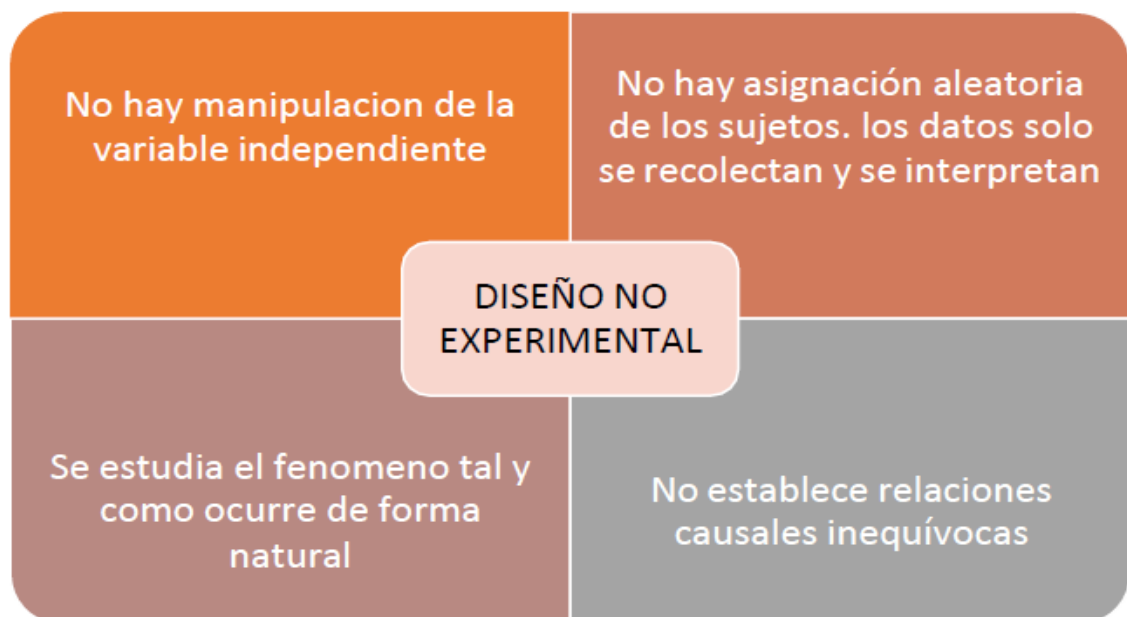 No hay manipulacion de la
variable independiente
No hay asignación aleatoria
de los sujetos. los datos solo
se recolectan y se interpretan
DISEÑO NO
EXPERIMENTAL
Se estudia el fenomeno tal y
como ocurre de forma
natural
No establece relaciones
causales inequívocas